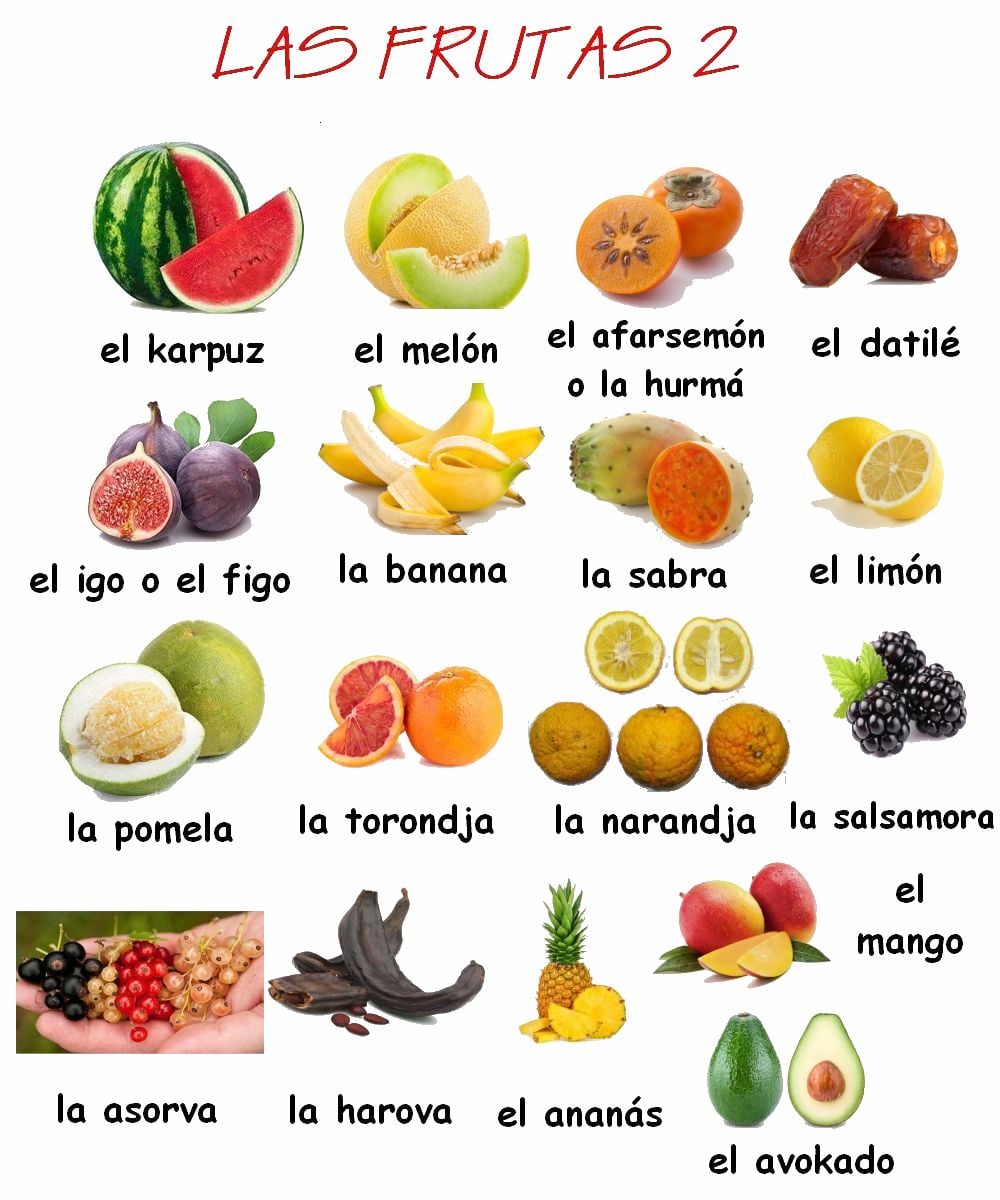 LAS FRUTAS 2
el karpuz
el melón
el afarsemón
o la hurmá
el datilé
el igo o el figo
la banana
la sabra
el limón
la pomela
la torondja
la narandja
la salsamora
la asorva
la harova
el ananás
el
mango
el avokado